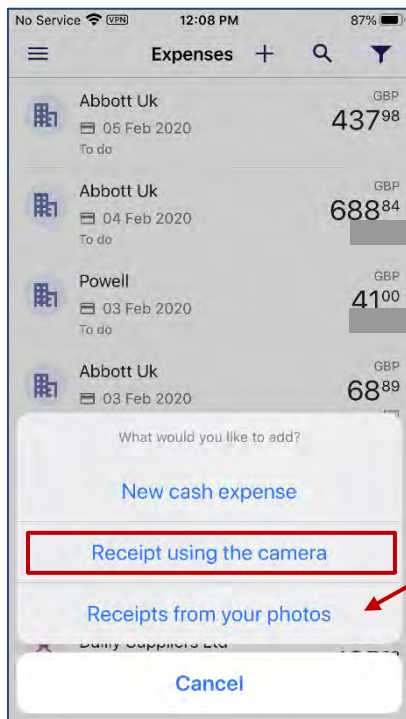 No Service VPN 12:08 PM 87%
Expenses
Abbott Uk GBP
05 Feb 2020 437 98
To do
Abbott Uk GBP
04 Feb 2020 688 84
To do
Powell GBP
03 Feb 2020 41 00
To do
Abbott Uk GBP
03 Feb 2020 68 89
What would you like to add?
New cash expense
Receipt using the camera
Receipts from your photos
Suppliers Ltd
Cancel